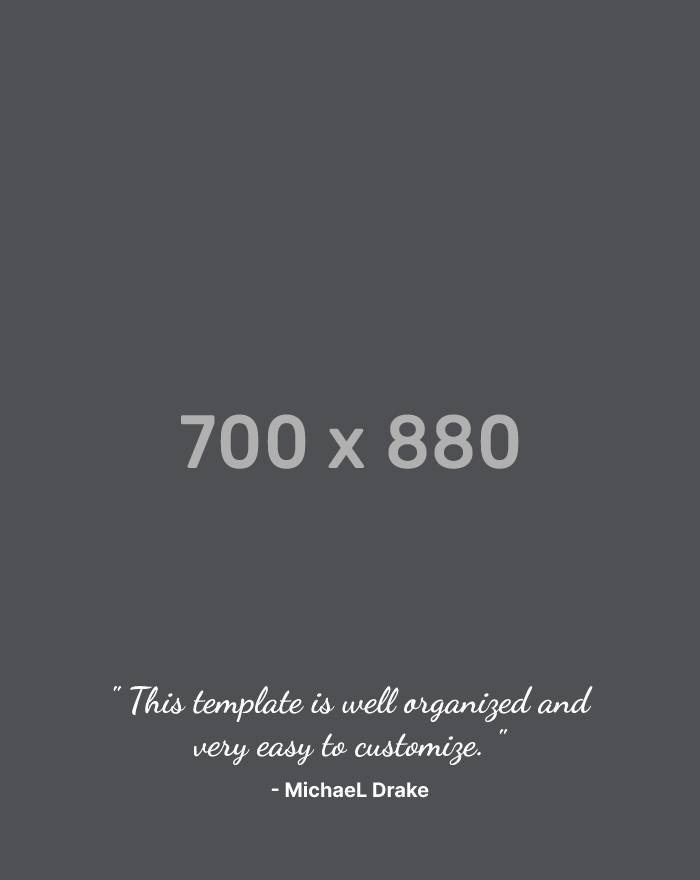 700 x 880
" This template is well organized and
very easy to customize. "
- MichaeL Drake